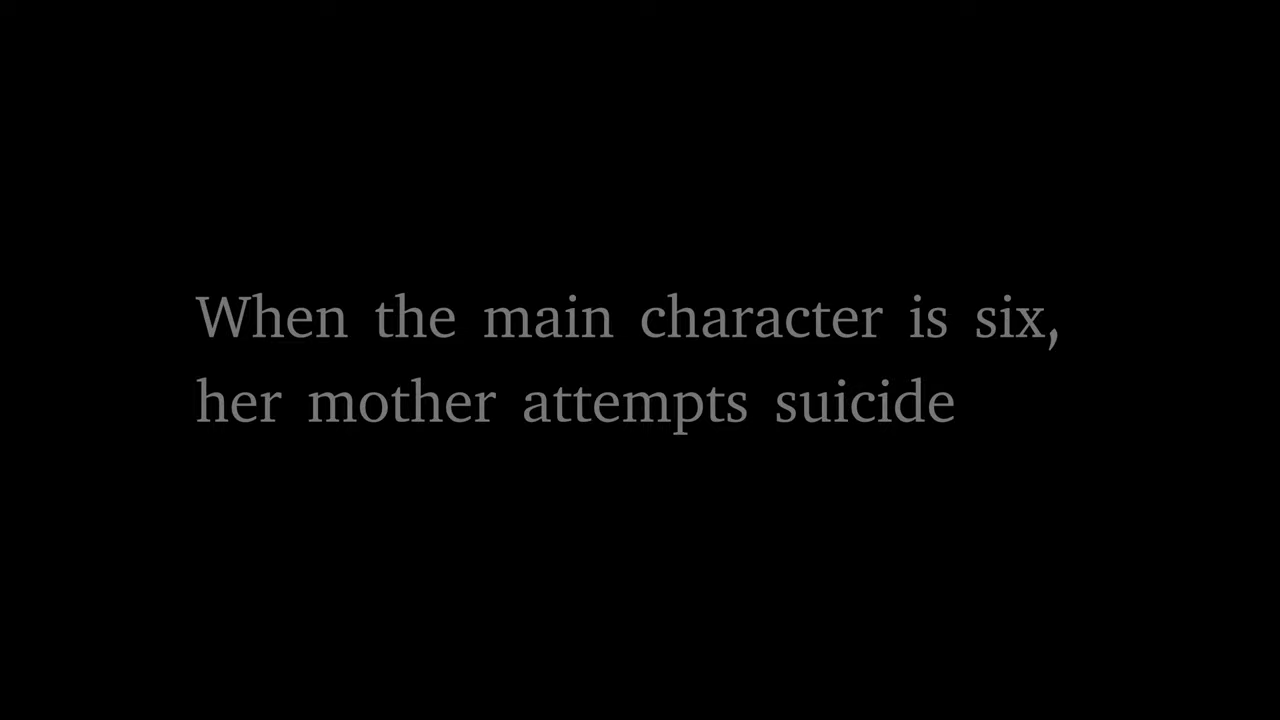 When the main character is six,
her mother attempts suicide